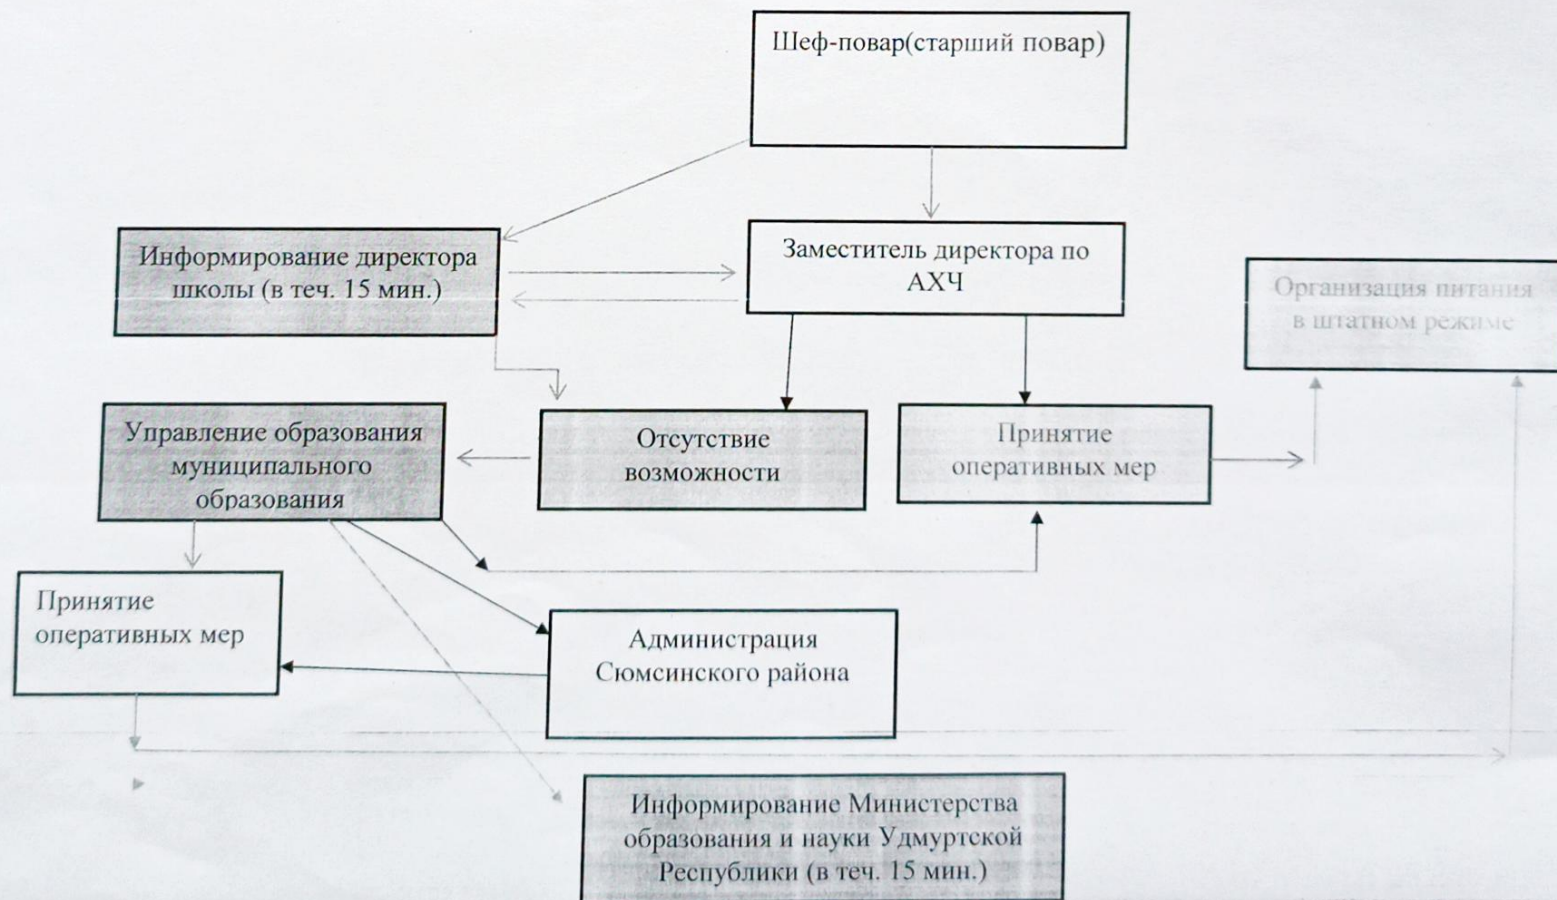 Шеф-повар(старший повар)
Информирование директора
школы (в теч. 15 мин.)
Заместитель директора по
АХЧ
Организация питания
в штатном режиме
Управление образования
муниципального
образования
Отсутствие
возможности
Принятие
оперативных мер
Принятие
оперативных мер
Администрация
Сюмсинского района
Информирование Министерства
образования и науки Удмуртской
Республики (в теч. 15 мин.)